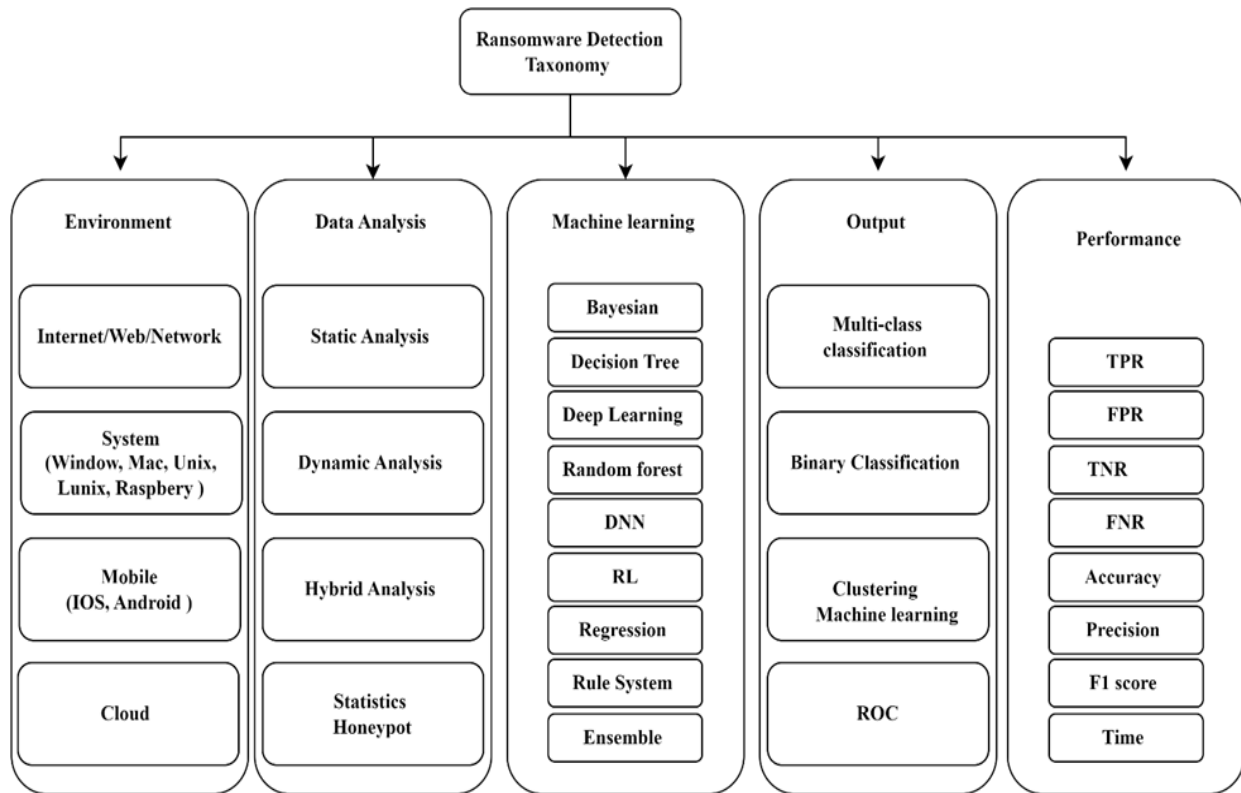 Ransomware Detection
Taxonomy
Environment
Internet/Web/Network
System
(Window, Mac, Unix,
Lunix, Raspbery )
Mobile
(IOS, Android )
Cloud
Data Analysis
Static Analysis
Dynamic Analysis
Hybrid Analysis
Statistics
Honeypot
Machine learning
Bayesian
Decision Tree
Deep Learning
Random forest
DNN
RL
Regression
Rule System
Ensemble
Output
Multi-class
classification
Binary Classification
Clustering
Machine learning
ROC
Performance
TPR
FPR
TNR
FNR
Accuracy
Precision
F1 score
Time